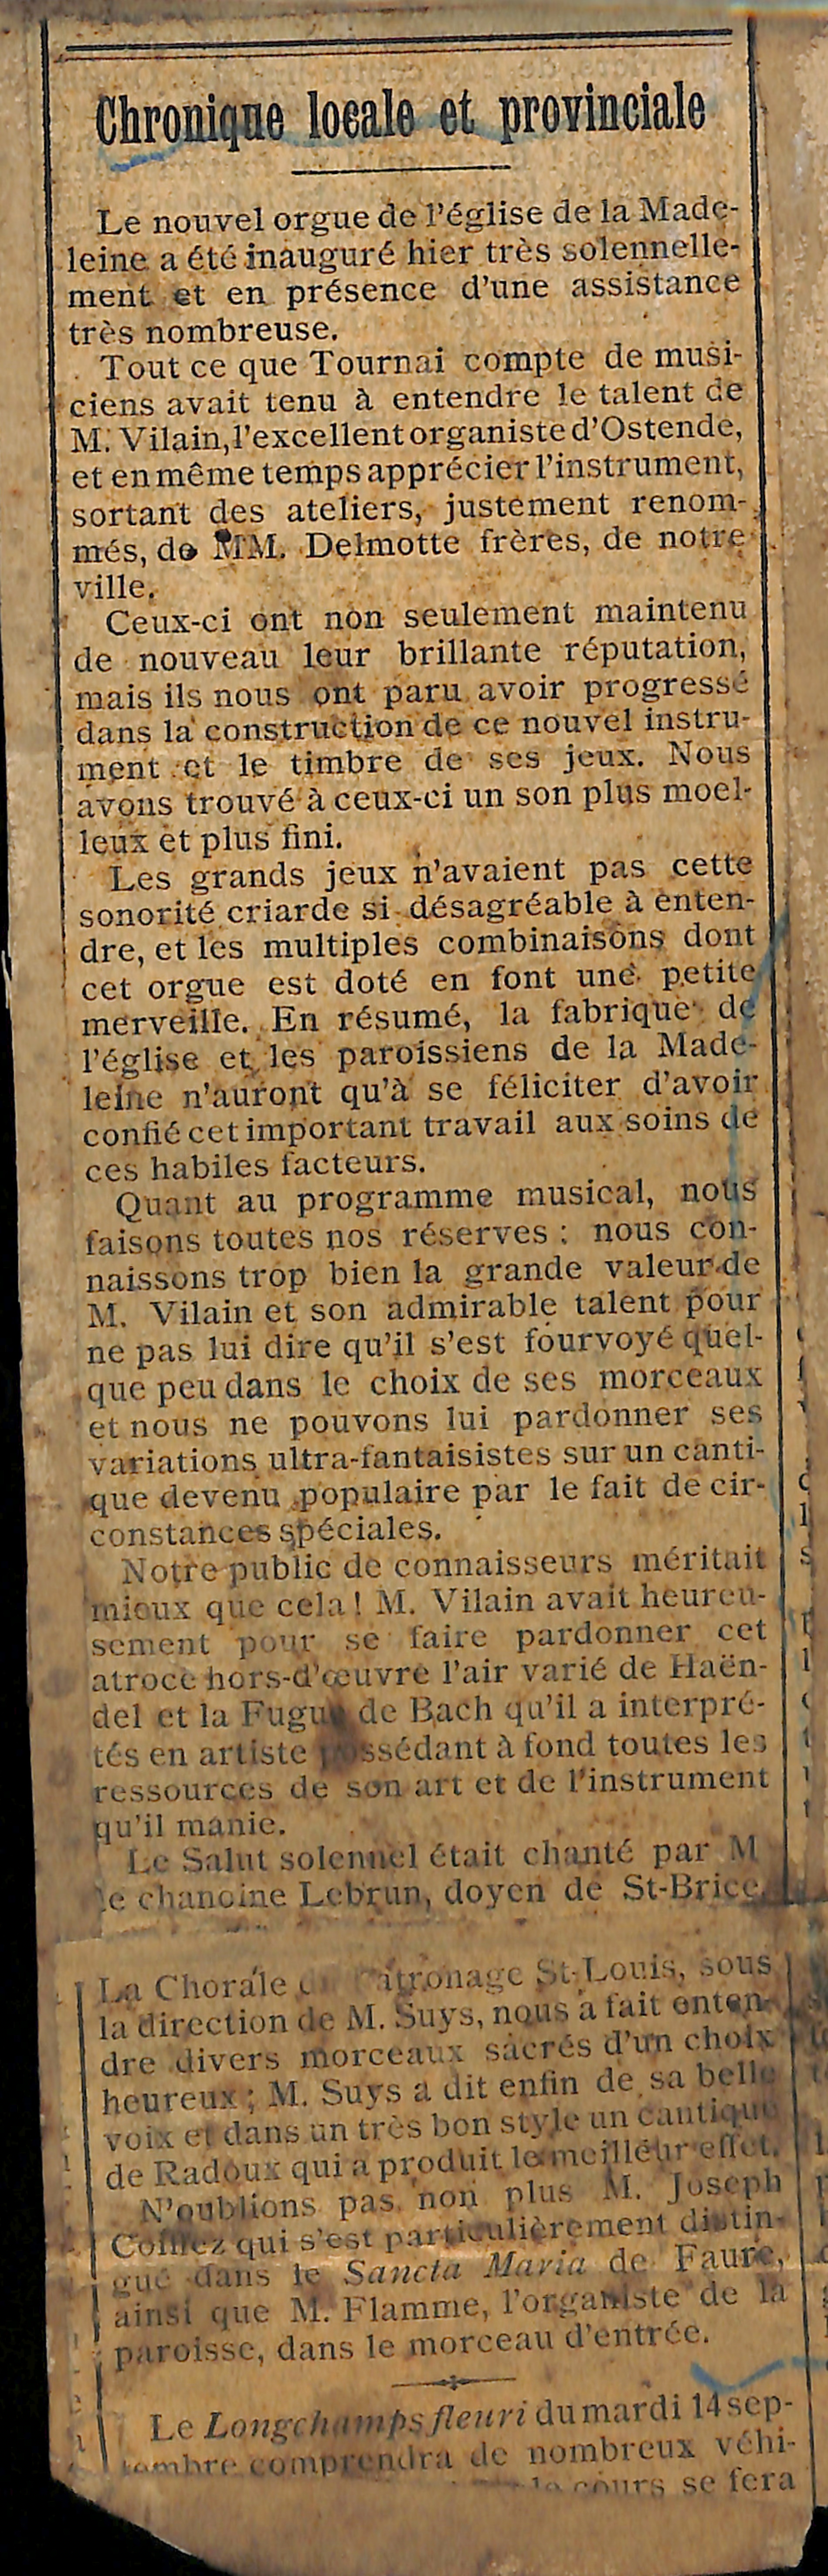 Chronique locale et provinciale
Le nouvel orgue de l'église de la Made-
leine a été inauguré hier très solennelle-
ment et en présence d'une assistance
très nombreuse.
Tout ce que Tournai compte de musi-
ciens avait tenu à entendre le talent de
M. Vilain, l'excellent organiste d'Ostende,
et en même temps apprécier l'instrument,
sortant des ateliers, justement renom-
més, de MM. Delmotte frères, de notre
ville.
Ceux-ci ont non seulement maintenu
de nouveau leur brillante réputation,
mais ils nous ont paru avoir progressé
dans la construction de ce nouvel instru-
ment et le timbre de ses jeux. Nous
avons trouvé à ceux-ci un son plus moel-
leux et plus fini.
Les grands jeux n'avaient pas cette
sonorité criarde si désagréable à enten-
dre, et les multiples combinaisons dont
cet orgue est doté en font une petite
merveille. En résumé, la fabrique de
l'église et les paroissiens de la Made-
leine n'auront qu'à se féliciter d'avoir
confié cet important travail aux soins de
ces habiles facteurs.
Quant au programme musical, nous
faisons toutes nos réserves : nous con-
naissons trop bien la grande valeur de
M. Vilain et son admirable talent pour
ne pas lui dire qu'il s'est fourvoyé quel-
que peu dans le choix de ses morceaux
et nous ne pouvons lui pardonner ses
variations ultra-fantaisistes sur un canti-
que devenu populaire par le fait de cir-
constances spéciales.
Notre public de connaisseurs méritait
mieux que cela ! M. Vilain avait heureu-
sement pour se faire pardonner cet
atroce hors-d'œuvre l'air varié de Haën-
del et la Fugue de Bach qu'il a interpré-
tés en artiste possédant à fond toutes les
ressources de son art et de l'instrument
qu'il manie.
Le Salut solennel était chanté par M
le chanoine Lebrun, doyen de St-Brice.
La Chorale Patronage St-Louis, sous
la direction de M. Suys, nous a fait enten-
dre divers morceaux sacrés d'un choix
heureux ; M. Suys a dit enfin de sa belle
voix et dans un très bon style un cantique
de Radoux qui a produit le meilleur effet.
N'oublions pas non plus M. Joseph
qui s'est particulièrement distin-
gué dans le Sancta Maria de Faure,
ainsi que M. Flamme, l'organiste de la
paroisse, dans le morceau d'entrée.
Le Longchamps fleuri du mardi 14 sep-
tembre comprendra de nombreux véhi-
cours se fera